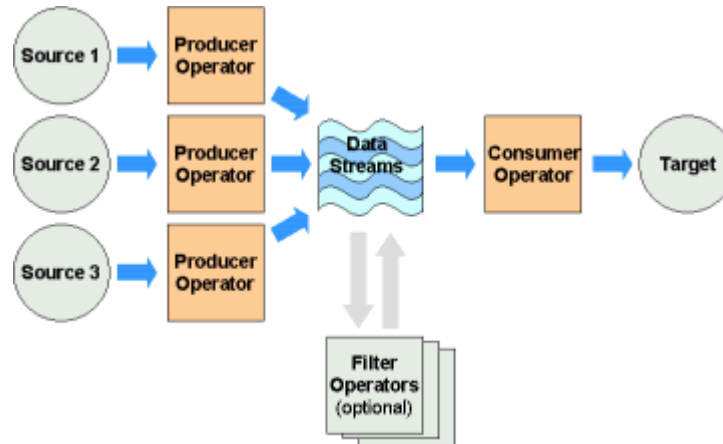 Source 1
Producer
Operator
Source 2
Producer
Operator
Data
Streams
Consumer
Operator
Target
Source 3
Producer
Operator
Filter
Operators
(optional)